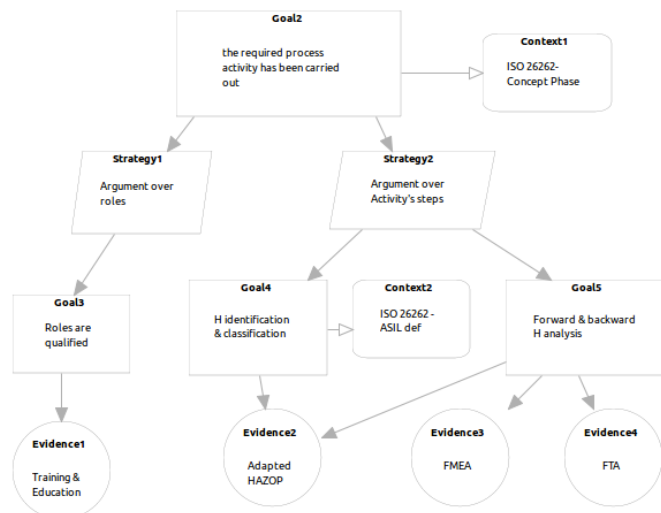 Goal2
the required process
activity has been carried
out
Context1
ISO 26262-
Concept Phase
Strategy1
Argument over
roles
Strategy2
Argument over
Activity's steps
Goal3
Roles are
qualified
Goal4
H identification
& classification
Context2
ISO 26262 -
ASIL def
Goal5
Forward & backward
H analysis
Evidence1
Training &
Education
Evidence2
Adapted
HAZOP
Evidence3
FMEA
Evidence4
FTA